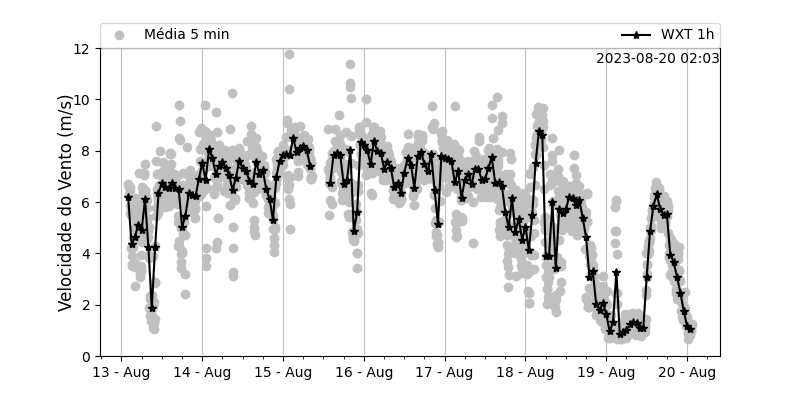 Média 5 min
WXT 1h
2023-08-20 02:03
Velocidade do Vento (m/s)
12
10
8
6
4
2
0
13 - Aug
14 - Aug
15 - Aug
16 - Aug
17 - Aug
18 - Aug
19 - Aug
20 - Aug